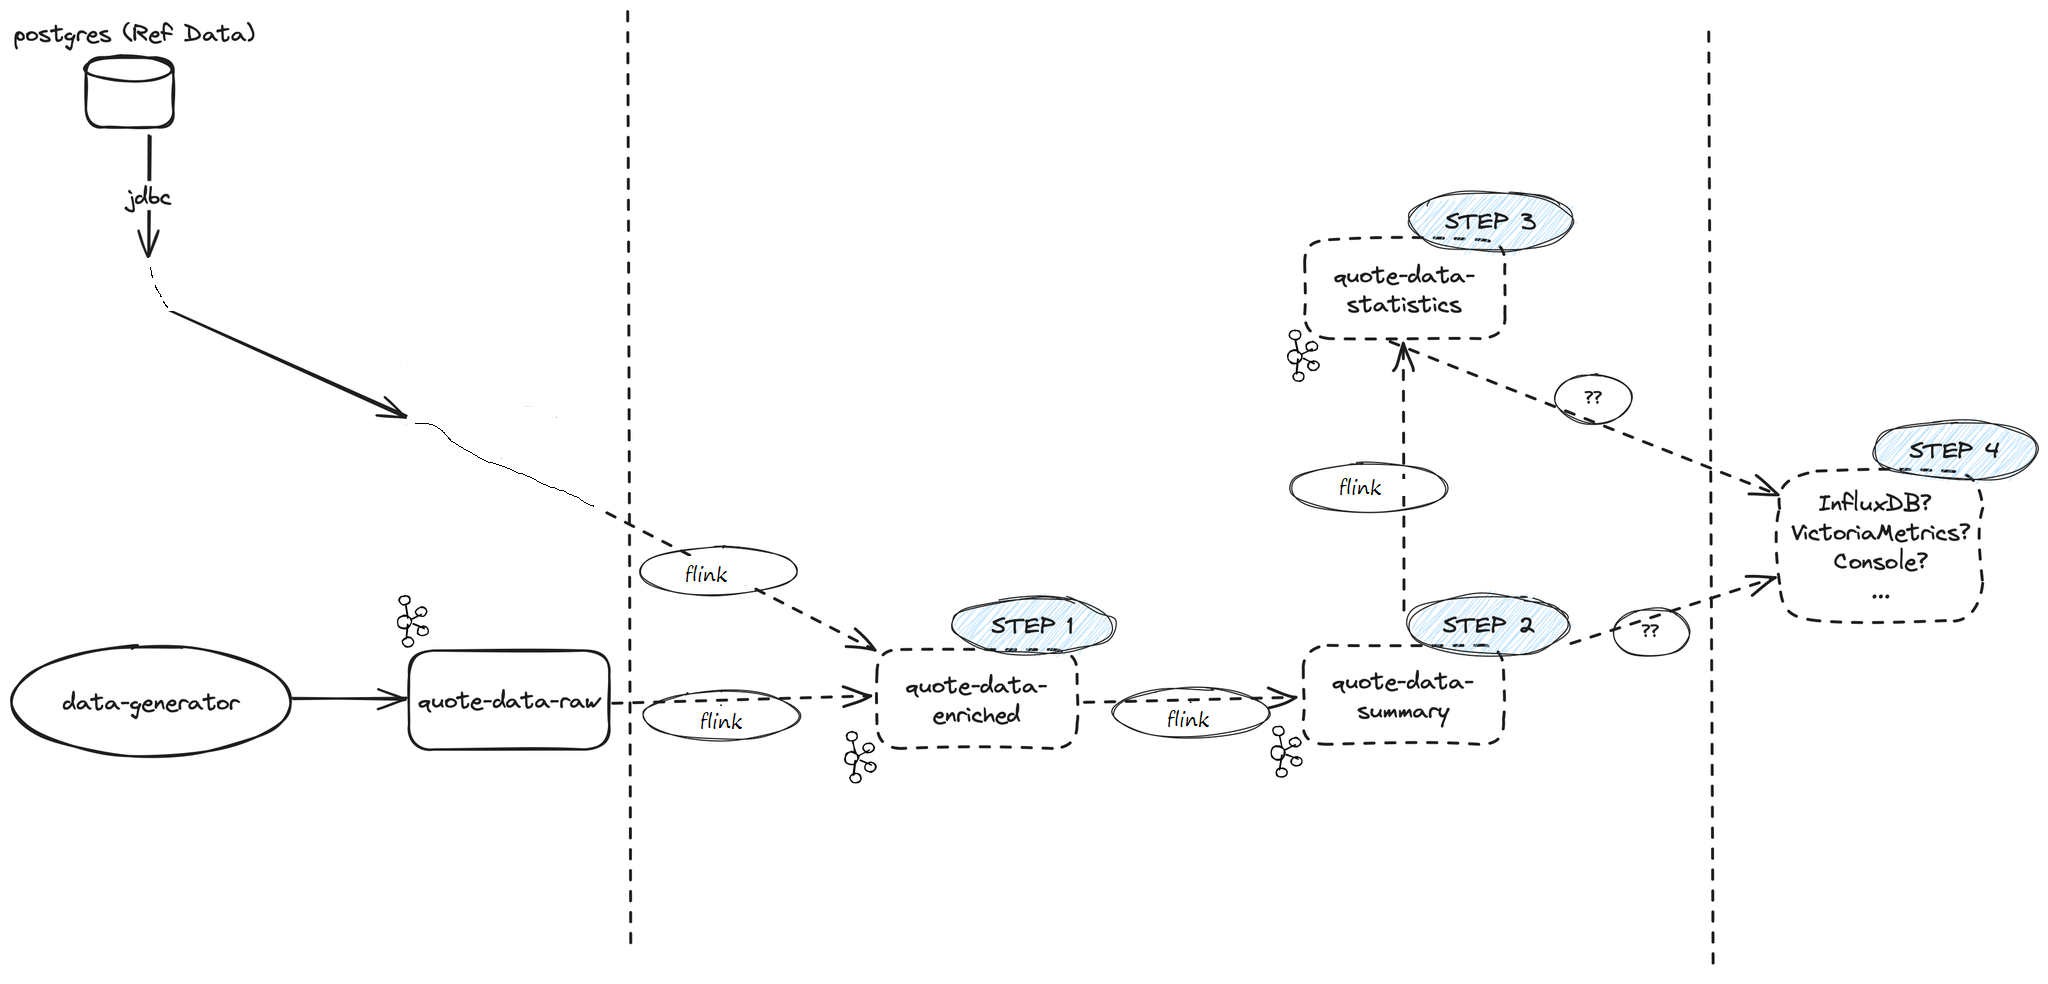 postgres (Ref Data)
jdbc
STEP 3
quote-data-
statistics
??
STEP 4
InfluxDB?
VictoriaMetrics?
Console?
...
flink
flink
STEP 1
STEP 2
??
data-generator
quote-data-raw
flink
quote-data-
enriched
flink
quote-data-
summary